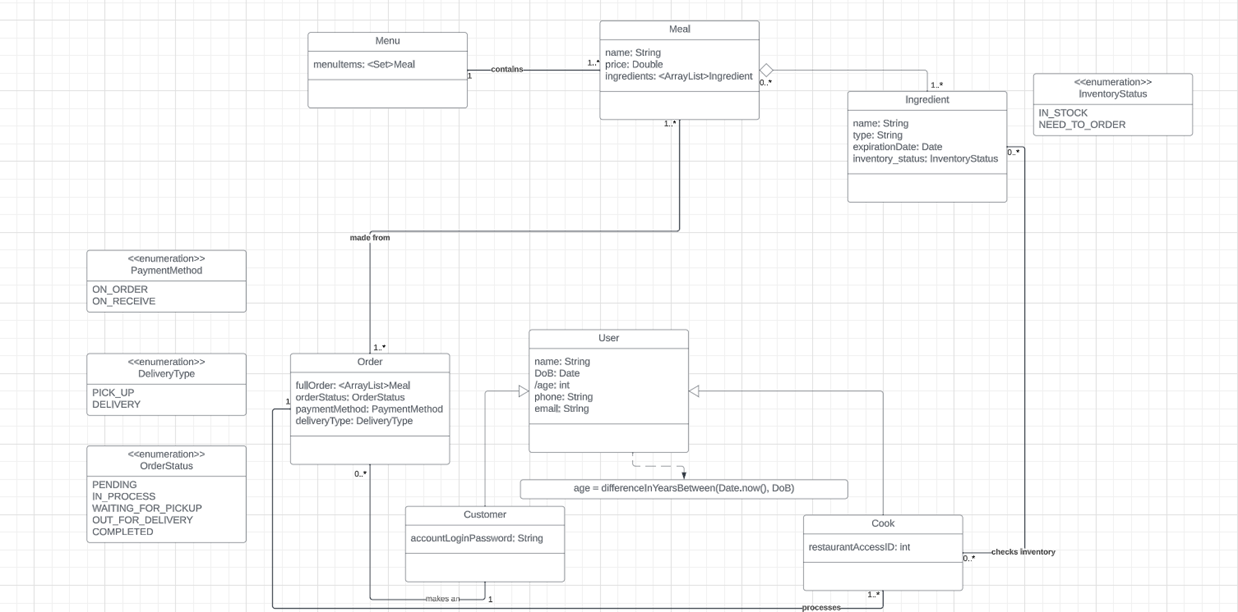 Menu
menuItems: <Set>Meal
1
contains
1..*
Meal
name: String
price: Double
ingredients: <ArrayList>Ingredient
0..*
1..*
1..*
Ingredient
name: String
type: String
expirationDate: Date
inventory_status: InventoryStatus
0..*
<<enumeration>>
InventoryStatus
IN_STOCK
NEED_TO_ORDER
made from
<<enumeration>>
PaymentMethod
ON_ORDER
ON_RECEIVE
<<enumeration>>
DeliveryType
PICK_UP
DELIVERY
<<enumeration>>
OrderStatus
PENDING
IN_PROCESS
WAITING_FOR_PICKUP
OUT_FOR_DELIVERY
COMPLETED
1..*
Order
fullOrder: <ArrayList>Meal
orderStatus: OrderStatus
paymentMethod: PaymentMethod
deliveryType: DeliveryType
1
0..*
User
name: String
DoB: Date
/age: int
phone: String
email: String
age = differenceInYearsBetween(Date.now(), DoB)
Customer
accountLoginPassword: String
makes an
1
Cook
restaurantAccessID: int
0..*
checks inventory
1..*
processes